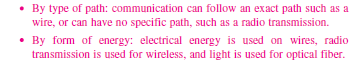 • By type of path: communication can follow an exact path such as a
wire, or can have no specific path, such as a radio transmission.
• By form of energy: electrical energy is used on wires, radio
transmission is used for wireless, and light is used for optical fiber.